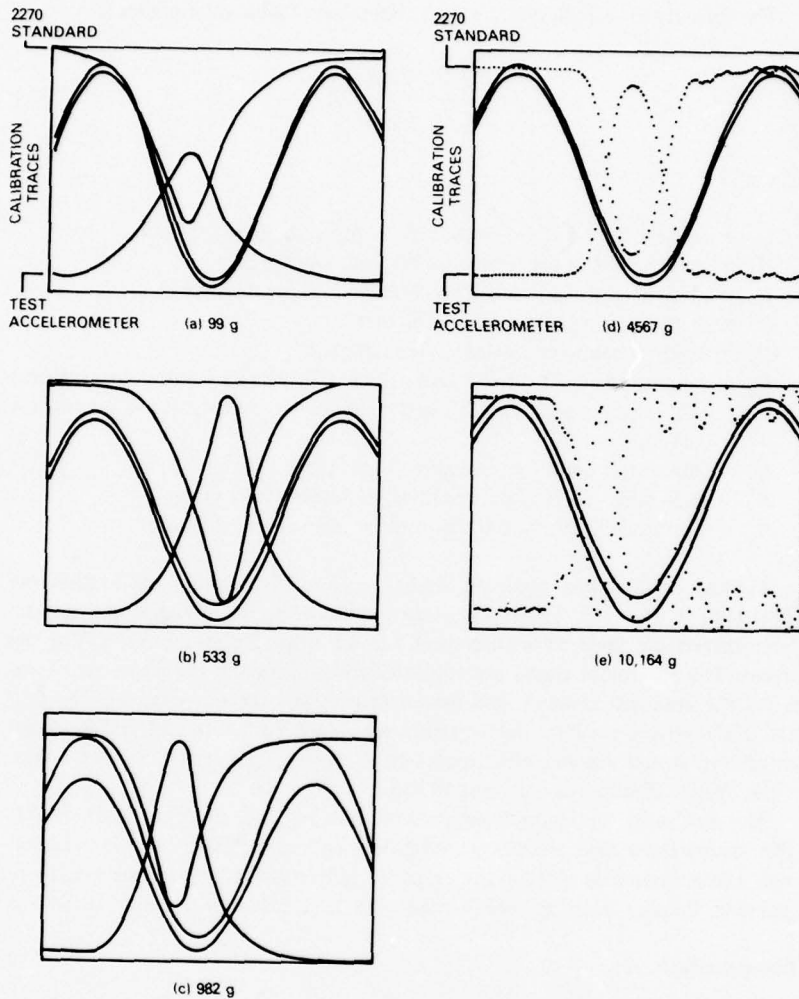 2270
STANDARD
CALIBRATION
TRACES
TEST
ACCELEROMETER
(a) 99 g
2270
STANDARD
CALIBRATION
TRACES
TEST
ACCELEROMETER
(d) 4567 g
(b) 533 g
(e) 10,164 g
(c) 982 g